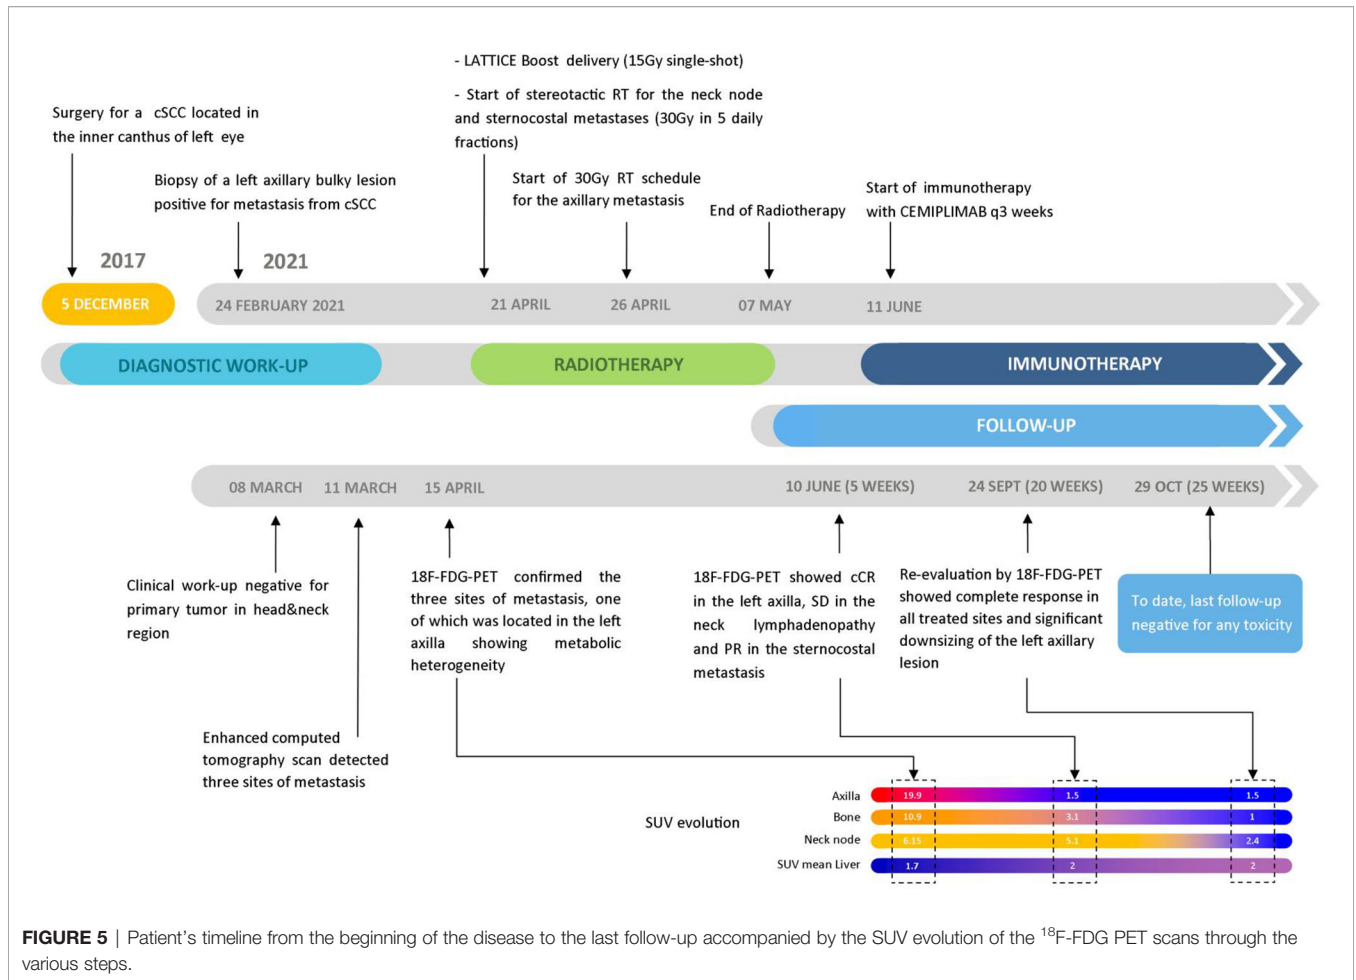 - LATTICE Boost delivery (15Gy single-shot)
- Start of stereotactic RT for the neck node
and sternocostal metastases (30Gy in 5 daily
fractions)
Surgery for a cSCC located in
the inner canthus of left eye
Biopsy of a left axillary bulky lesion
positive for metastasis from cSCC
Start of 30Gy RT schedule
for the axillary metastasis
End of Radiotherapy
Start of immunotherapy
with CEMIPLIMAB q3 weeks
2017
2021
5 DECEMBER
24 FEBRUARY 2021
21 APRIL
26 APRIL
07 MAY
11 JUNE
DIAGNOSTIC WORK-UP
RADIOTHERAPY
IMMUNOTHERAPY
FOLLOW-UP
08 MARCH
11 MARCH
15 APRIL
10 JUNE (5 WEEKS)
24 SEPT (20 WEEKS)
29 OCT (25 WEEKS)
Clinical work-up negative for
primary tumor in head&neck
region
Enhanced computed
tomography scan detected
three sites of metastasis
18F-FDG-PET confirmed the
three sites of metastasis, one
of which was located in the left
axilla showing metabolic
heterogeneity
18F-FDG-PET showed cCR
in the left axilla, SD in the
neck lymphadenopathy
and PR in the sternocostal
metastasis
Re-evaluation by 18F-FDG-PET
showed complete response in
all treated sites and significant
downsizing of the left axillary
lesion
To date, last follow-up
negative for any toxicity
SUV evolution
Axilla 19.9 1.5 1.5
Bone 10.9 3.1 1
Neck node 6.15 5.1 2.4
SUV mean Liver 1.7 2 2
FIGURE 5 | Patient's timeline from the beginning of the disease to the last follow-up accompanied by the SUV evolution of the 18F-FDG PET scans through the
various steps.